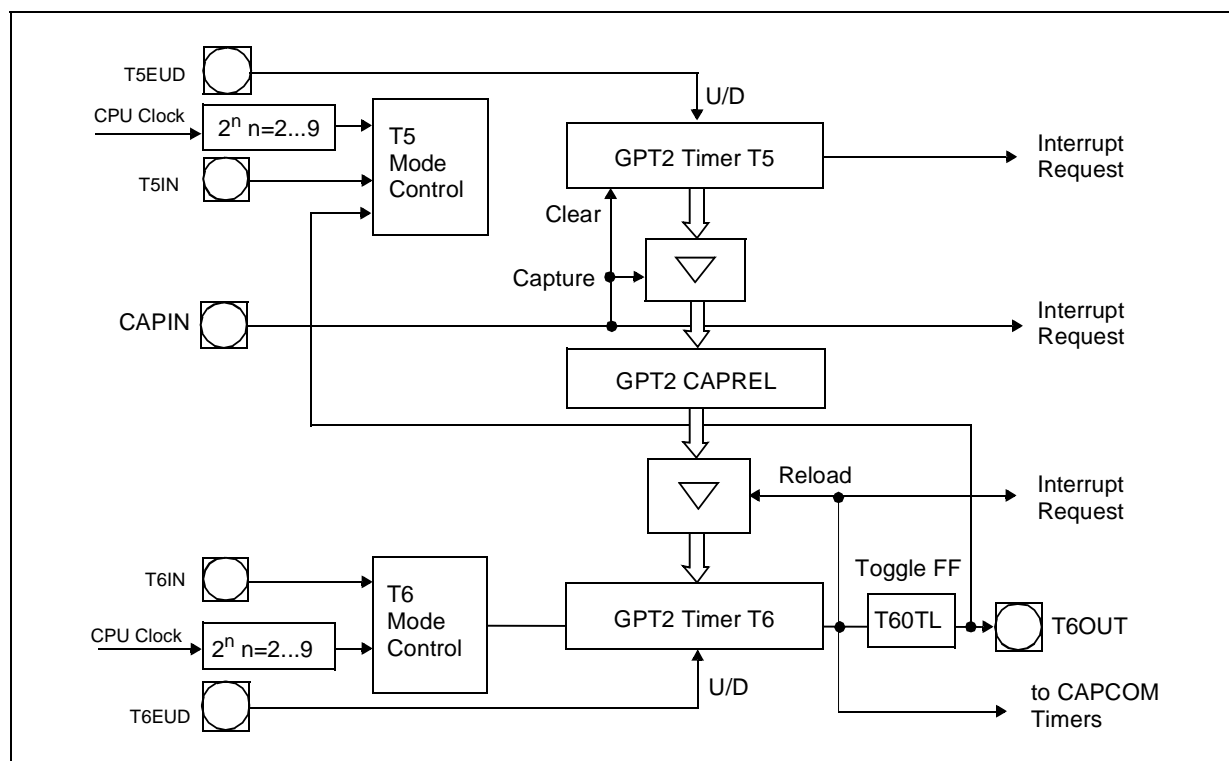 T5EUD
U/D
CPU Clock
2^n n=2...9
T5
Mode
Control
GPT2 Timer T5
Interrupt
Request
T5IN
Clear
Capture
CAPIN
Interrupt
Request
GPT2 CAPREL
Reload
Interrupt
Request
T6IN
T6
Mode
Control
GPT2 Timer T6
Toggle FF
T60TL
T6OUT
CPU Clock
2^n n=2...9
U/D
T6EUD
to CAPCOM
Timers